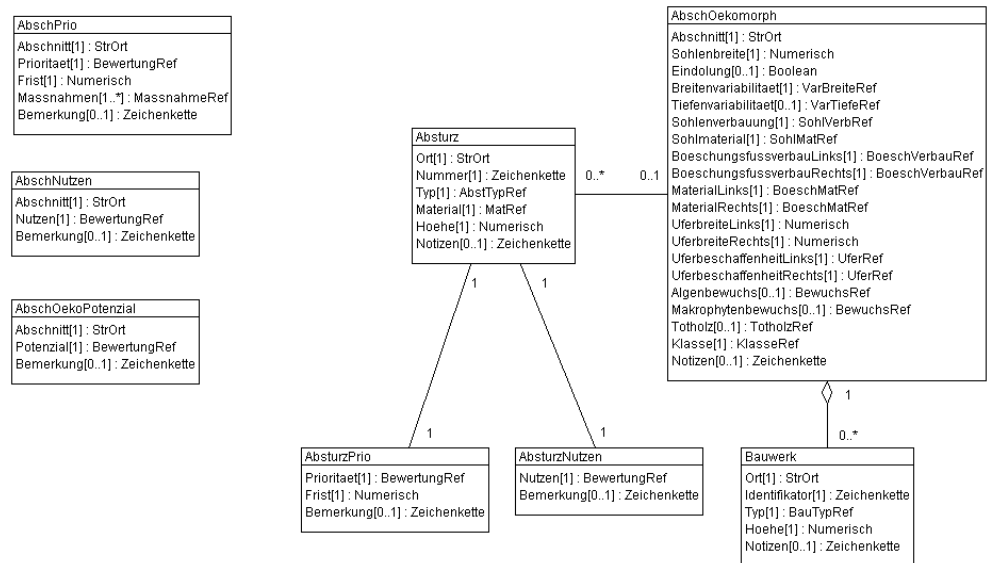 AbschPrio
Abschnitt[1] : StrOrt
Prioritaet[1] : BewertungRef
Frist[1] : Numerisch
Massnahmen[1..*] : MassnahmeRef
Bemerkung[0..1] : Zeichenkette
AbschNutzen
Abschnitt[1] : StrOrt
Nutzen[1] : BewertungRef
Bemerkung[0..1] : Zeichenkette
AbschOekoPotenzial
Abschnitt[1] : StrOrt
Potenzial[1] : BewertungRef
Bemerkung[0..1] : Zeichenkette
Absturz
Ort[1] : StrOrt
Nummer[1] : Zeichenkette
Typ[1] : AbstTypRef
Material[1] : MatRef
Hoehe[1] : Numerisch
Notizen[0..1] : Zeichenkette
0..*
0..1
AbschOekomorph
Abschnitt[1] : StrOrt
Sohlenbreite[1] : Numerisch
Eindolung[0..1] : Boolean
Breitenvariabilitaet[1] : VarBreiteRef
Tiefenvariabilitaet[0..1] : VarTiefeRef
Sohlenverbauung[1] : SohlVerbRef
Sohlmaterial[1] : SohlMatRef
BoeschungsfussverbauLinks[1] : BoeschVerbauRef
BoeschungsfussverbauRechts[1] : BoeschVerbauRef
MaterialLinks[1] : BoeschMatRef
MaterialRechts[1] : BoeschMatRef
UferbreiteLinks[1] : Numerisch
UferbreiteRechts[1] : Numerisch
UferbeschaffenheitLinks[1] : UferRef
UferbeschaffenheitRechts[1] : UferRef
Algenbewuchs[0..1] : BewuchsRef
Makrophytenbewuchs[0..1] : BewuchsRef
Totholz[0..1] : TotholzRef
Klasse[1] : KlasseRef
Notizen[0..1] : Zeichenkette
1
1
1
0..*
1
1
AbsturzPrio
Prioritaet[1] : BewertungRef
Frist[1] : Numerisch
Bemerkung[0..1] : Zeichenkette
AbsturzNutzen
Nutzen[1] : BewertungRef
Bemerkung[0..1] : Zeichenkette
Bauwerk
Ort[1] : StrOrt
Identifikator[1] : Zeichenkette
Typ[1] : BauTypRef
Hoehe[1] : Numerisch
Notizen[0..1] : Zeichenkette